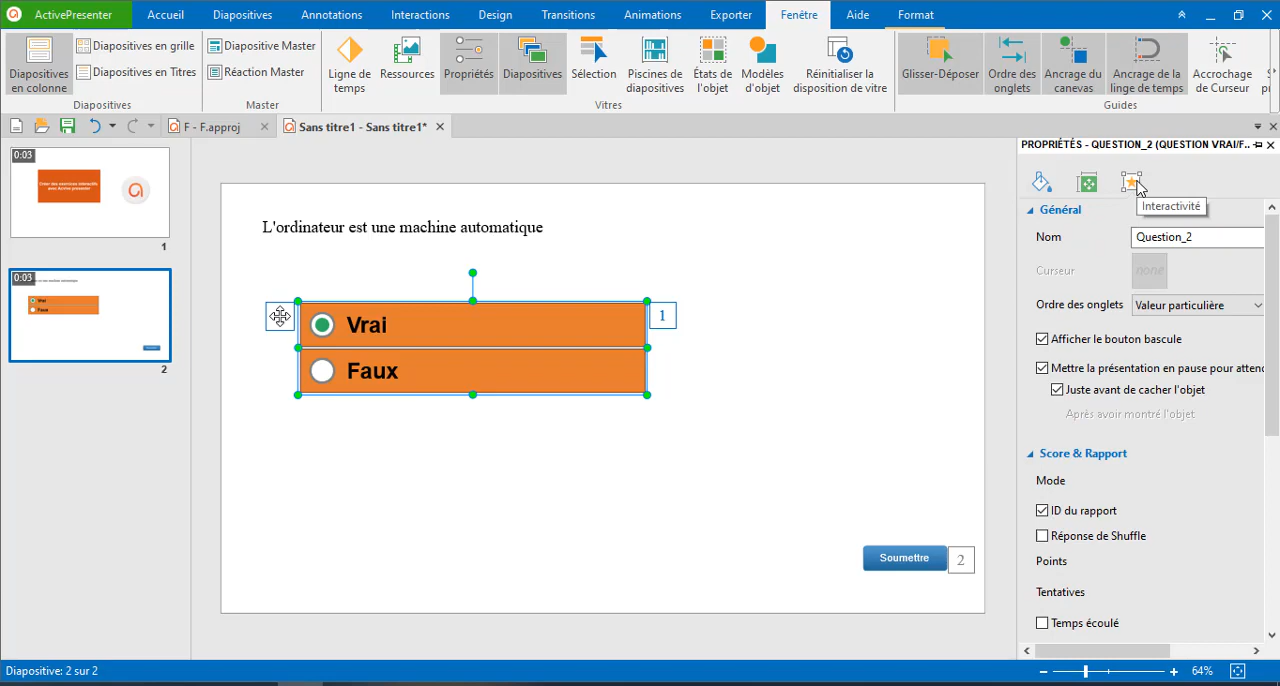 ActivePresenter
Accueil
Diapositives
Annotations
Interactions
Design
Transitions
Animations
Exporter
Fenêtre
Aide
Format
Diapositives en colonne
Diapositives en grille
Diapositives en Titres
Diapositives
Diapositive Master
Réaction Master
Master
Ligne de temps
Ressources
Propriétés
Diapositives
Sélection
Piscines de diapositives
États de l'objet
Modèles d'objet
Réinitialiser la disposition de vitre
Vitres
Glisser-Déposer
Ordre des onglets
Ancrage du canevas
Ancrage de la linge de temps
Accrochage de Curseur
Guides
F - F.approj
Sans titre1 - Sans titre1*
0:03
1
0:03
Vrai
Faux
2
L'ordinateur est une machine automatique
Vrai
1
Faux
Soumettre
2
PROPRIÉTÉS - QUESTION_2 (QUESTION VRAI/F...
Interactivité
Général
Nom
Question_2
Curseur
none
Ordre des onglets
Valeur particulière
Afficher le bouton bascule
Mettre la présentation en pause pour atten
Juste avant de cacher l'objet
Après avoir montré l'objet
Score & Rapport
Mode
ID du rapport
Réponse de Shuffle
Points
Tentatives
Temps écoulé
Diapositive: 2 sur 2
64%